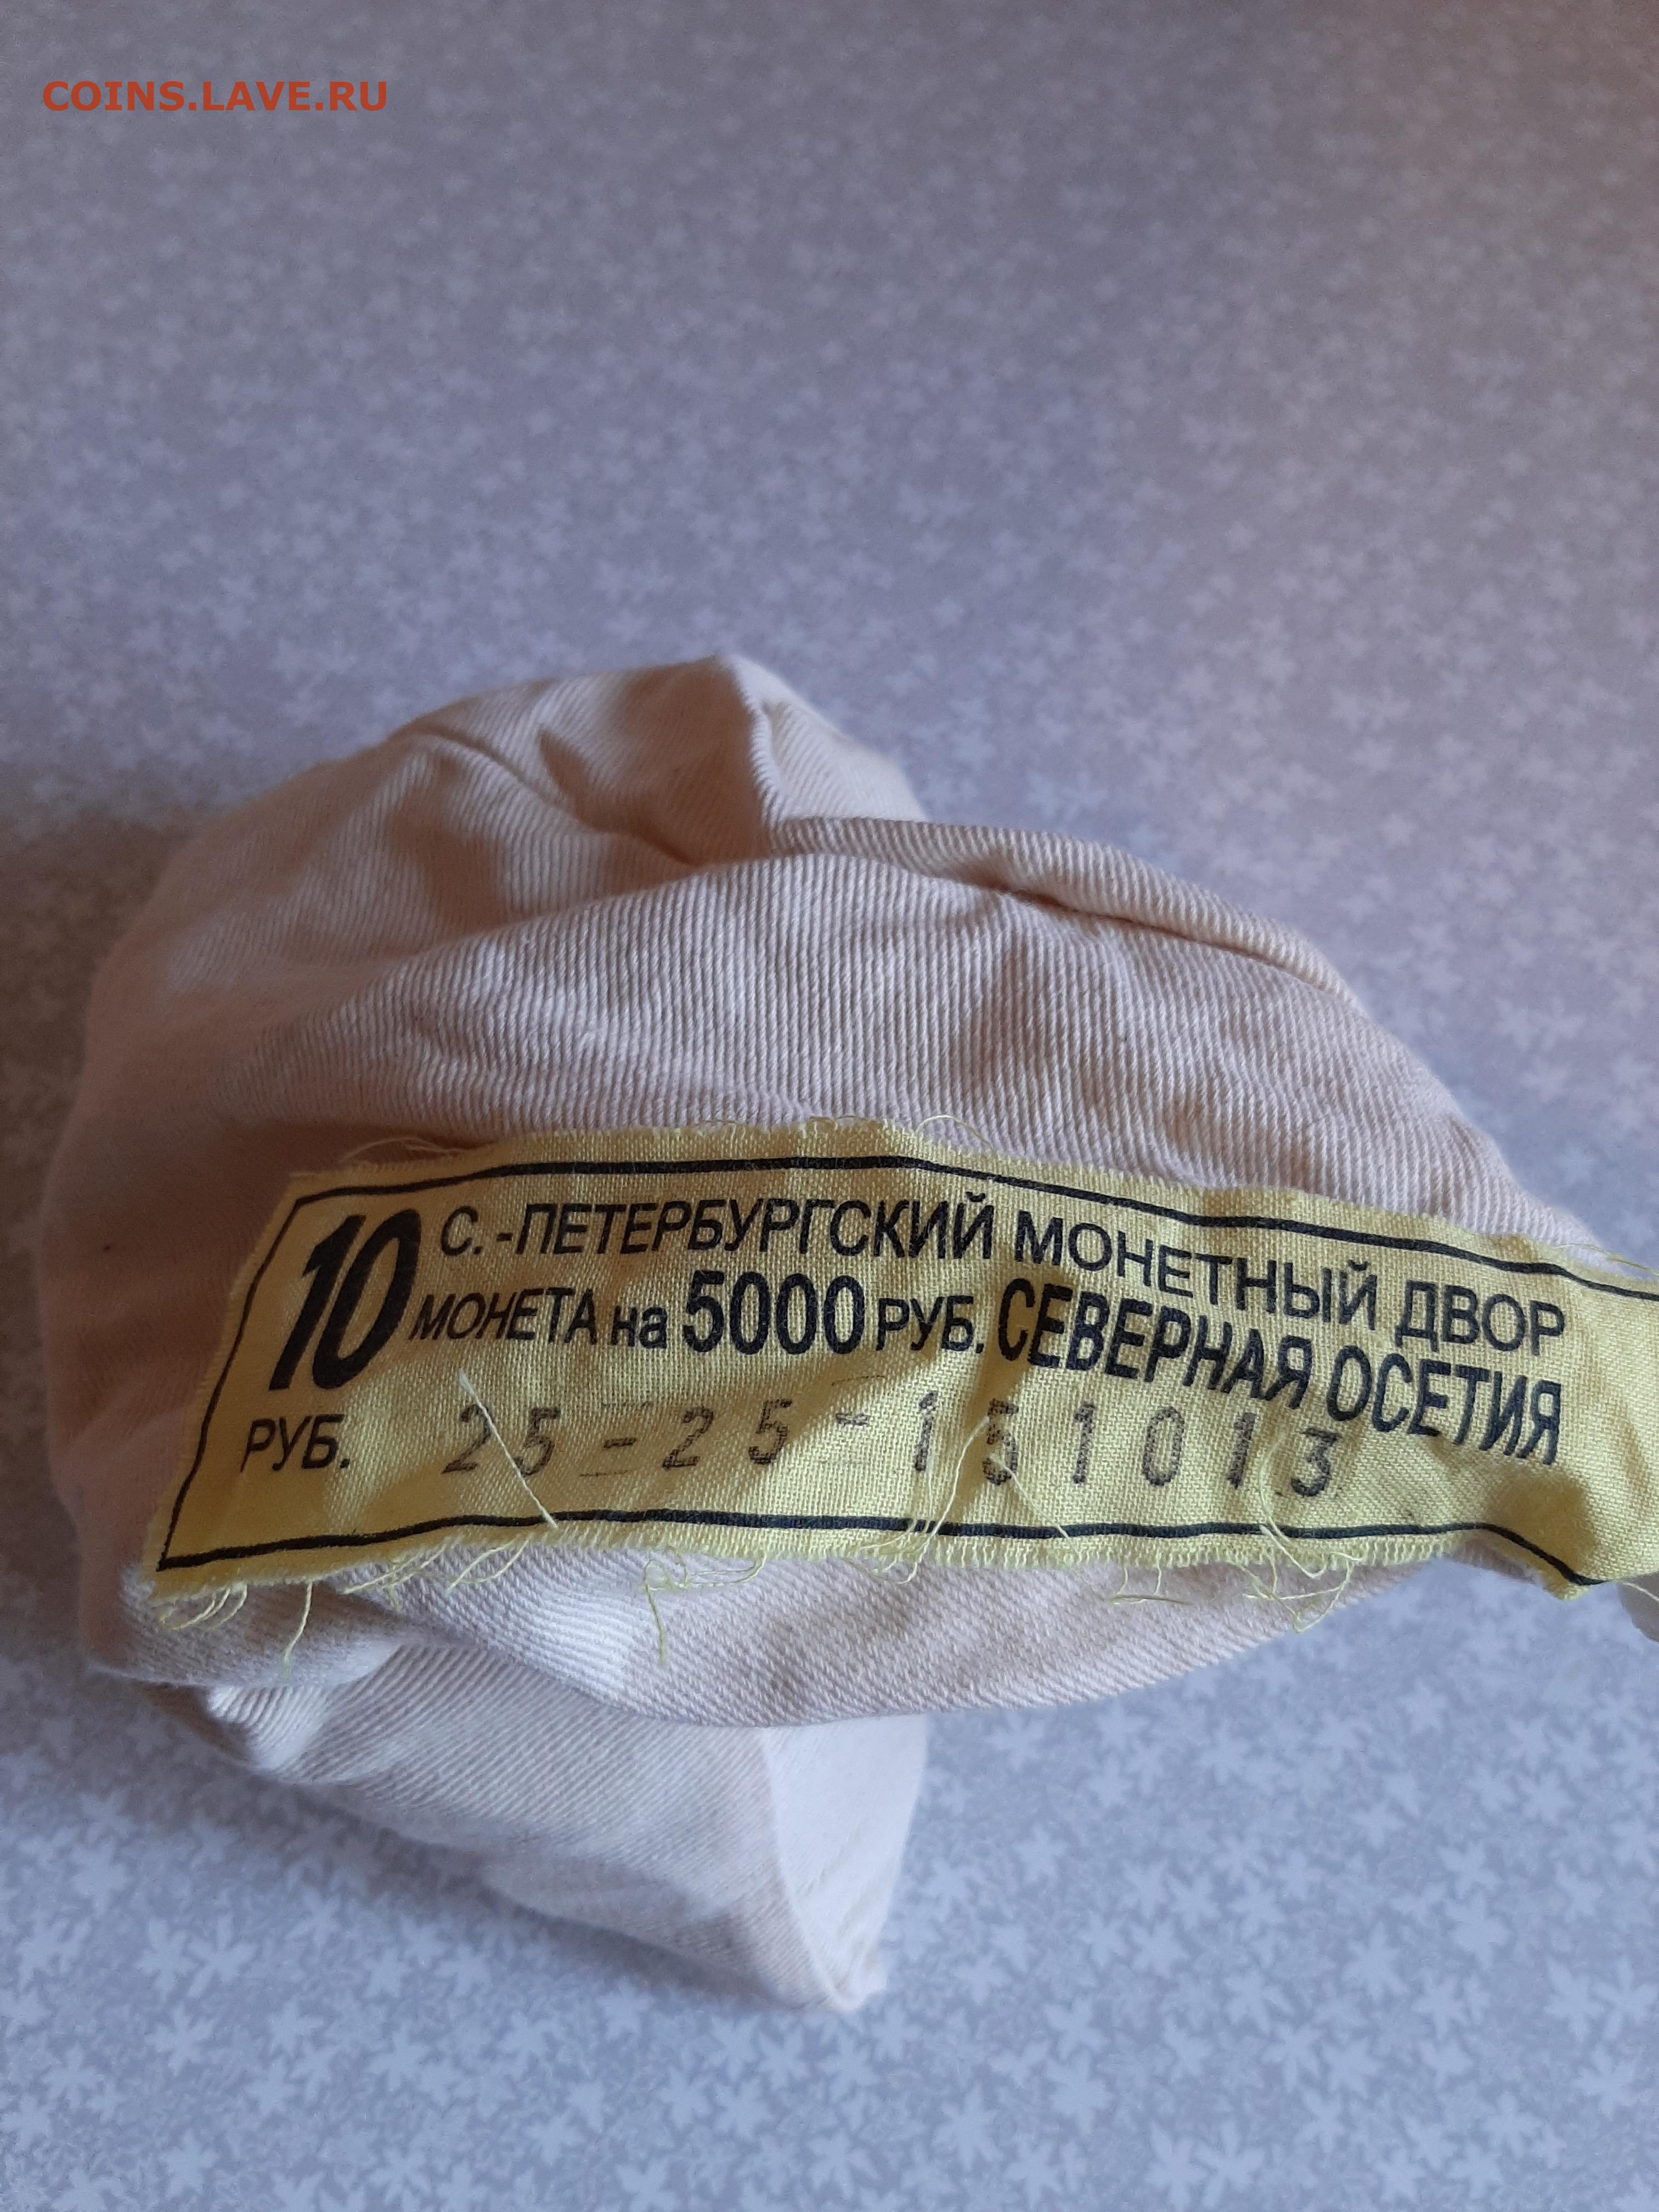 COINS.LAVE.RU
10 С.-ПЕТЕРБУРГСКИЙ МОНЕТНЫЙ ДВОР
МОНЕТА на 5000 РУБ. СЕВЕРНАЯ ОСЕТИЯ
РУБ. 25-25-151013